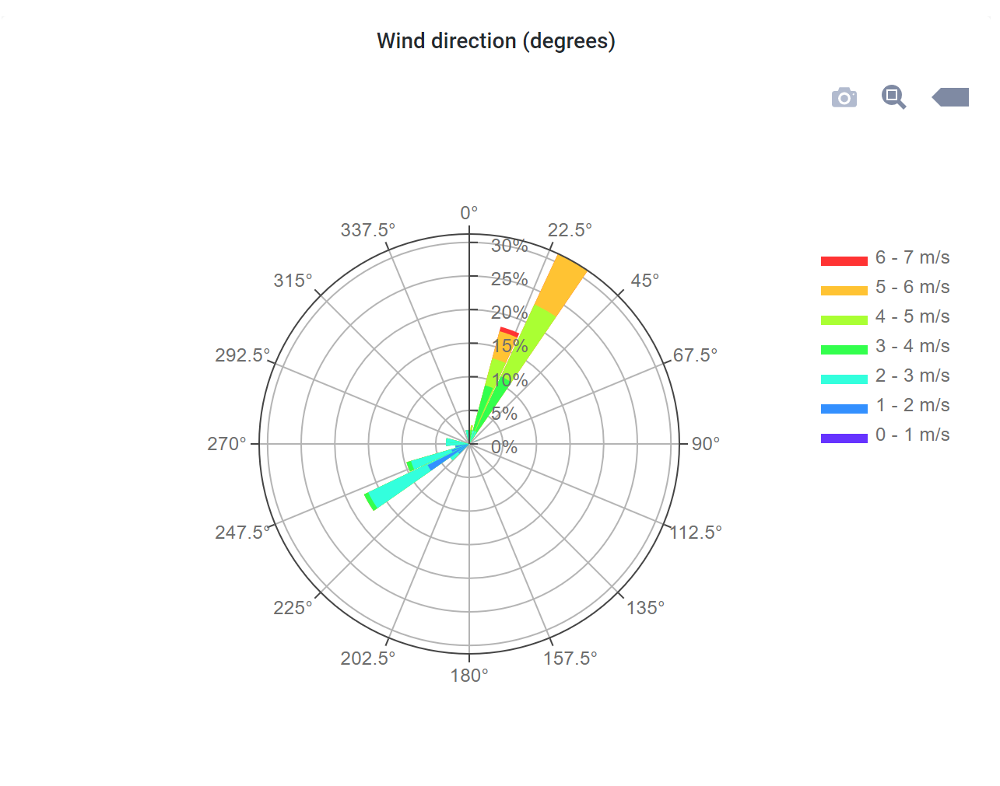 Wind direction (degrees)
0°
22.5°
45°
67.5°
90°
112.5°
135°
157.5°
180°
202.5°
225°
247.5°
270°
292.5°
315°
337.5°
30%
25%
20%
15%
10%
5%
0%
6 - 7 m/s
5 - 6 m/s
4 - 5 m/s
3 - 4 m/s
2 - 3 m/s
1 - 2 m/s
0 - 1 m/s